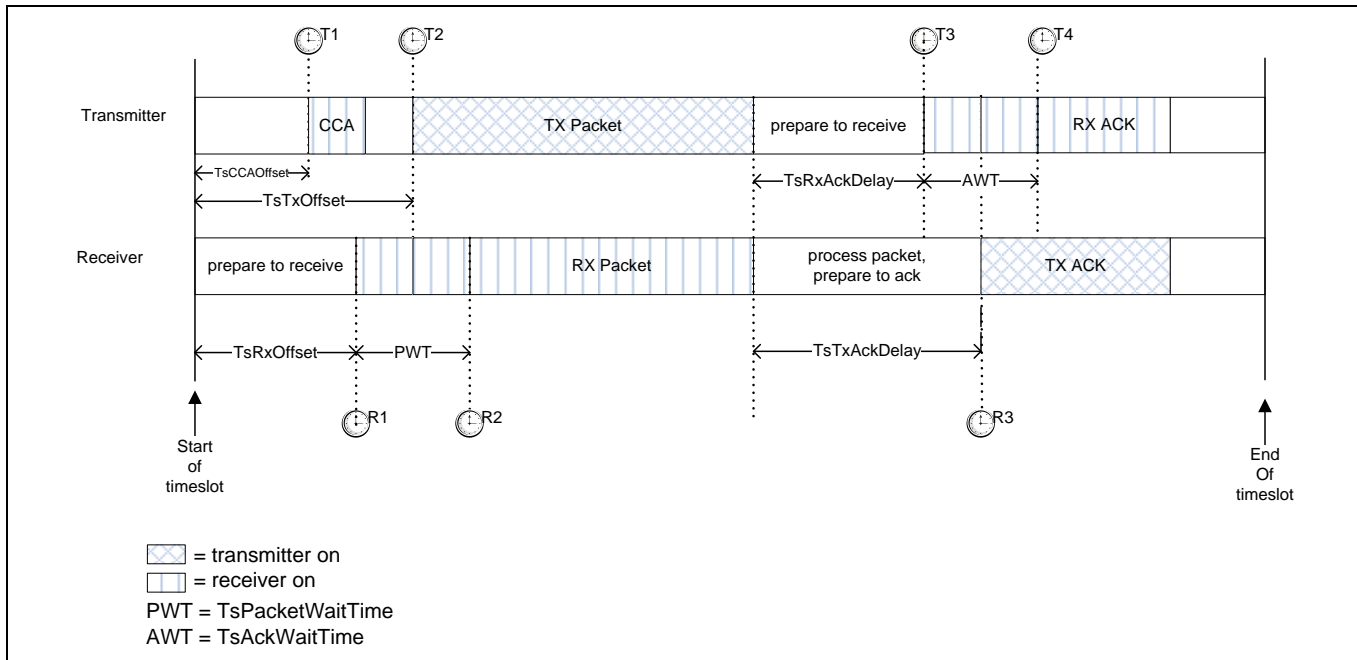 T1
T2
T3
T4
Transmitter
CCA
TX Packet
prepare to receive
RX ACK
TsCCAOffset
TsTxOffset
TsRxAckDelay
AWT
Receiver
prepare to receive
RX Packet
process packet,
prepare to ack
TX ACK
TsRxOffset
PWT
TsTxAckDelay
R1
R2
R3
Start
of
timeslot
End
Of
timeslot
= transmitter on
= receiver on
PWT = TsPacketWaitTime
AWT = TsAckWaitTime